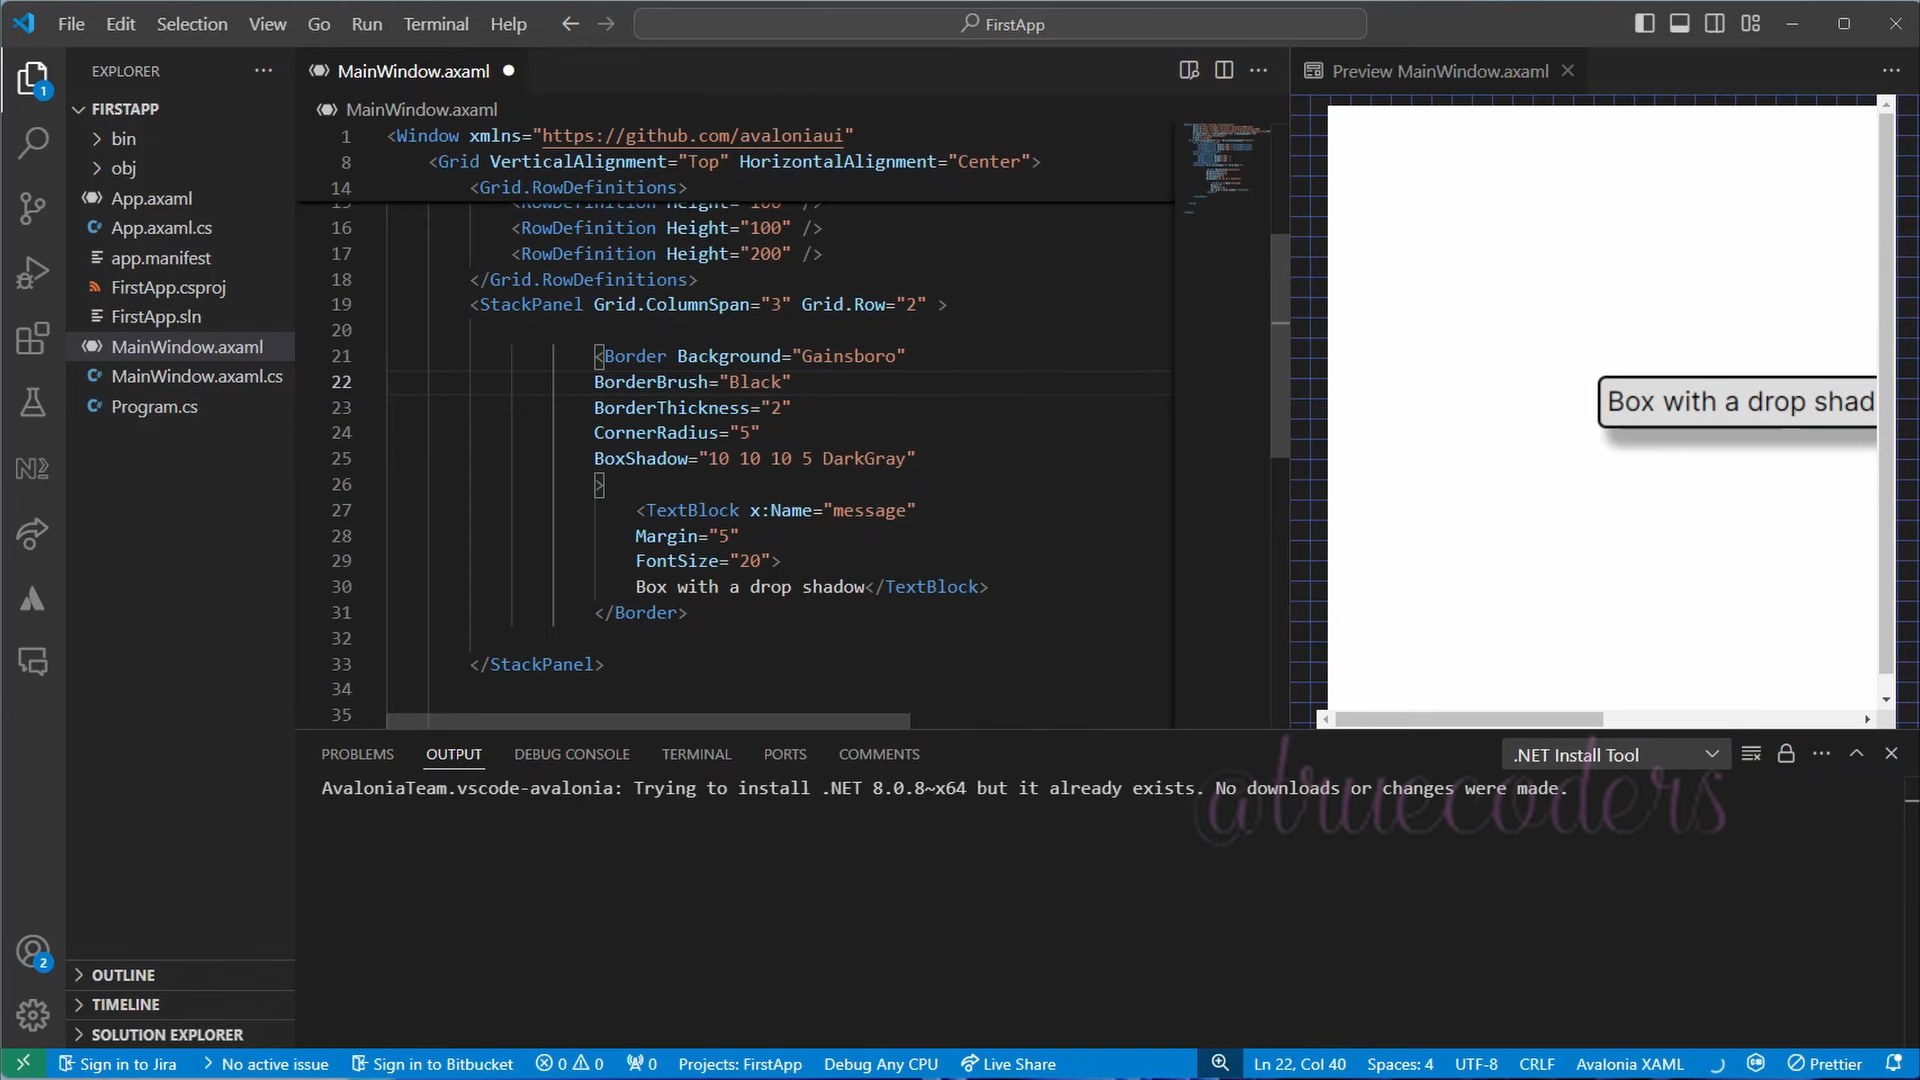 File Edit Selection View Go Run Terminal Help FirstApp
EXPLORER
FIRSTAPP
bin
obj
App.axaml
App.axaml.cs
app.manifest
FirstApp.csproj
FirstApp.sln
MainWindow.axaml
MainWindow.axaml.cs
Program.cs
OUTLINE
TIMELINE
SOLUTION EXPLORER
1
2
MainWindow.axaml
MainWindow.axaml
1 <Window xmlns="https://github.com/avaloniaui"
8 <Grid VerticalAlignment="Top" HorizontalAlignment="Center">
14 <Grid.RowDefinitions>
15 <RowDefinition Height="100" />
16 <RowDefinition Height="100" />
17 <RowDefinition Height="200" />
18 </Grid.RowDefinitions>
19 <StackPanel Grid.ColumnSpan="3" Grid.Row="2" >
20
21 <Border Background="Gainsboro"
22 BorderBrush="Black"
23 BorderThickness="2"
24 CornerRadius="5"
25 BoxShadow="10 10 10 5 DarkGray"
26 >
27 <TextBlock x:Name="message"
28 Margin="5"
29 FontSize="20">
30 Box with a drop shadow</TextBlock>
31 </Border>
32
33 </StackPanel>
34
35
Preview MainWindow.axaml
Box with a drop shad
PROBLEMS OUTPUT DEBUG CONSOLE TERMINAL PORTS COMMENTS .NET Install Tool
AvaloniaTeam.vscode-avalonia: Trying to install .NET 8.0.8~x64 but it already exists. No downloads or changes were made.
@truecoders
Sign in to Jira No active issue Sign in to Bitbucket 0 0 0 Projects: FirstApp Debug Any CPU Live Share Ln 22, Col 40 Spaces: 4 UTF-8 CRLF Avalonia XAML Prettier